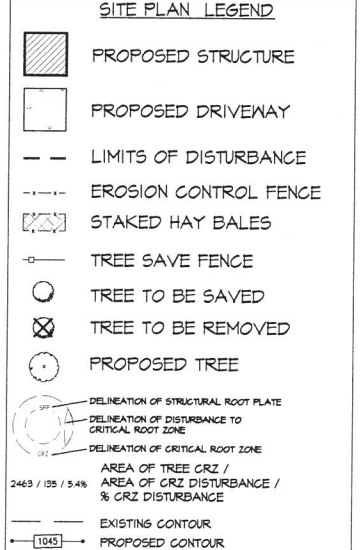 SITE PLAN LEGEND
PROPOSED STRUCTURE
PROPOSED DRIVEWAY
LIMITS OF DISTURBANCE
EROSION CONTROL FENCE
STAKED HAY BALES
TREE SAVE FENCE
TREE TO BE SAVED
TREE TO BE REMOVED
PROPOSED TREE
SRP
DELINEATION OF STRUCTURAL ROOT PLATE
DELINEATION OF DISTURBANCE TO
CRITICAL ROOT ZONE
CRZ
DELINEATION OF CRITICAL ROOT ZONE
2463 / 135 / 5.4%
AREA OF TREE CRZ /
AREA OF CRZ DISTURBANCE /
% CRZ DISTURBANCE
EXISTING CONTOUR
1045
PROPOSED CONTOUR